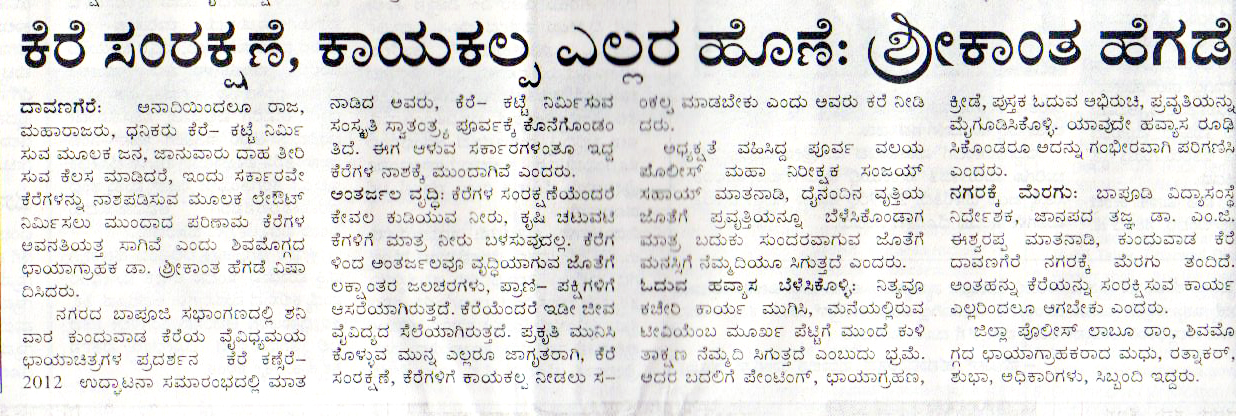 ಕೆರೆ ಸಂರಕ್ಷಣೆ, ಕಾಯಕಲ್ಪ ಎಲ್ಲರ ಹೊಣೆ: ಶ್ರೀಕಾಂತ ಹೆಗಡೆ
ದಾವಣಗೆರೆ: ಅನಾದಿಯಿಂದಲೂ ರಾಜ,
ಮಹಾರಾಜರು, ಧನಿಕರು ಕೆರೆ– ಕಟ್ಟೆ ನಿರ್ಮಿ
ಸುವ ಮೂಲಕ ಜನ, ಜಾನುವಾರು ದಾಹ ತೀರಿ
ಸುವ ಕೆಲಸ ಮಾಡಿದರೆ, ಇಂದು ಸರ್ಕಾರವೇ
ಕೆರೆಗಳನ್ನು ನಾಶಪಡಿಸುವ ಮೂಲಕ ಲೇಔಟ್
ನಿರ್ಮಿಸಲು ಮುಂದಾದ ಪರಿಣಾಮ ಕೆರೆಗಳ
ಅವನತಿಯತ್ತ ಸಾಗಿವೆ ಎಂದು ಶಿವಮೊಗ್ಗದ
ಛಾಯಾಗ್ರಾಹಕ ಡಾ. ಶ್ರೀಕಾಂತ ಹೆಗಡೆ ವಿಷಾ
ದಿಸಿದರು.
ನಗರದ ಬಾಪೂಜಿ ಸಭಾಂಗಣದಲ್ಲಿ ಶನಿ
ವಾರ ಕುಂದುವಾಡ ಕೆರೆಯ ವೈವಿಧ್ಯಮಯ
ಛಾಯಾಚಿತ್ರಗಳ ಪ್ರದರ್ಶನ ಕೆರೆ ಕಣ್ಸೆರೆ–
2012 ಉದ್ಘಾಟನಾ ಸಮಾರಂಭದಲ್ಲಿ ಮಾತ
ನಾಡಿದ ಅವರು, ಕೆರೆ– ಕಟ್ಟೆ ನಿರ್ಮಿಸುವ
ಸಂಸ್ಕೃತಿ ಸ್ವಾತಂತ್ರ್ಯ ಪೂರ್ವಕ್ಕೆ ಕೊನೆಗೊಂಡಂ
ತಿದೆ. ಈಗ ಆಳುವ ಸರ್ಕಾರಗಳಂತೂ ಇದ್ದ
ಕೆರೆಗಳ ನಾಶಕ್ಕೆ ಮುಂದಾಗಿವೆ ಎಂದರು.
ಅಂತರ್ಜಲ ವೃದ್ಧಿ: ಕೆರೆಗಳ ಸಂರಕ್ಷಣೆಯೆಂದರೆ
ಕೇವಲ ಕುಡಿಯುವ ನೀರು, ಕೃಷಿ ಚಟುವಟಿ
ಕೆಗಳಿಗೆ ಮಾತ್ರ ನೀರು ಬಳಸುವುದಲ್ಲ. ಕೆರೆಗ
ಳಿಂದ ಅಂತರ್ಜಲವೂ ವೃದ್ಧಿಯಾಗುವ ಜೊತೆಗೆ
ಲಕ್ಷಾಂತರ ಜಲಚರಗಳು, ಪ್ರಾಣಿ– ಪಕ್ಷಿಗಳಿಗೆ
ಆಸರೆಯಾಗಿರುತ್ತದೆ. ಕೆರೆಯೆಂದರೆ ಇಡೀ ಜೀವ
ವೈವಿಧ್ಯದ ಸೆಲೆಯಾಗಿರುತ್ತದೆ. ಪ್ರಕೃತಿ ಮುನಿಸಿ
ಕೊಳ್ಳುವ ಮುನ್ನ ಎಲ್ಲರೂ ಜಾಗೃತರಾಗಿ, ಕೆರೆ
ಸಂರಕ್ಷಣೆ, ಕೆರೆಗಳಿಗೆ ಕಾಯಕಲ್ಪ ನೀಡಲು ಸ–
ಂಕಲ್ಪ ಮಾಡಬೇಕು ಎಂದು ಅವರು ಕರೆ ನೀಡಿ
ದರು.
ಅಧ್ಯಕ್ಷತೆ ವಹಿಸಿದ್ದ ಪೂರ್ವ ವಲಯ
ಪೊಲೀಸ್ ಮಹಾ ನಿರೀಕ್ಷಕ ಸಂಜಯ್
ಸಹಾಯ್ ಮಾತನಾಡಿ, ದೈನಂದಿನ ವೃತ್ತಿಯ
ಜೊತೆಗೆ ಪ್ರವೃತ್ತಿಯನ್ನೂ ಬೆಳೆಸಿಕೊಂಡಾಗ
ಮಾತ್ರ ಬದುಕು ಸುಂದರವಾಗುವ ಜೊತೆಗೆ
ಮನಸ್ಸಿಗೆ ನೆಮ್ಮದಿಯೂ ಸಿಗುತ್ತದೆ ಎಂದರು.
ಓದುವ ಹವ್ಯಾಸ ಬೆಳೆಸಿಕೊಳ್ಳಿ: ನಿತ್ಯವೂ
ಕಚೇರಿ ಕಾರ್ಯ ಮುಗಿಸಿ, ಮನೆಯಲ್ಲಿರುವ
ಟೀವಿಯೆಂಬ ಮೂರ್ಖ ಪೆಟ್ಟಿಗೆ ಮುಂದೆ ಕುಳಿ
ತಾಕ್ಷಣ ನೆಮ್ಮದಿ ಸಿಗುತ್ತದೆ ಎಂಬುದು ಭ್ರಮೆ.
ಅದರ ಬದಲಿಗೆ ಪೇಂಟಿಂಗ್, ಛಾಯಾಗ್ರಹಣ,
ಕ್ರೀಡೆ, ಪುಸ್ತಕ ಓದುವ ಅಭಿರುಚಿ, ಪ್ರವೃತಿಯನ್ನು
ಮೈಗೂಡಿಸಿಕೊಳ್ಳಿ. ಯಾವುದೇ ಹವ್ಯಾಸ ರೂಢಿ
ಸಿಕೊಂಡರೂ ಅದನ್ನು ಗಂಭೀರವಾಗಿ ಪರಿಗಣಿಸಿ
ಎಂದರು.
ನಗರಕ್ಕೆ ಮೆರಗು: ಬಾಪೂಡಿ ವಿದ್ಯಾಸಂಸ್ಥೆ
ನಿರ್ದೇಶಕ, ಜಾನಪದ ತಜ್ಞ ಡಾ. ಎಂ.ಜಿ.
ಈಶ್ವರಪ್ಪ ಮಾತನಾಡಿ, ಕುಂದುವಾಡ ಕೆರೆ
ದಾವಣಗೆರೆ ನಗರಕ್ಕೆ ಮೆರಗು ತಂದಿದೆ.
ಅಂತಹನ್ನು ಕೆರೆಯನ್ನು ಸಂರಕ್ಷಿಸುವ ಕಾರ್ಯ
ಎಲ್ಲರಿಂದಲೂ ಆಗಬೇಕು ಎಂದರು.
ಜಿಲ್ಲಾ ಪೊಲೀಸ್ ಲಾಬೂ ರಾಂ, ಶಿವಮೊ
ಗ್ಗದ ಛಾಯಾಗ್ರಾಹಕರಾದ ಮಧು, ರತ್ನಾಕರ್,
ಶುಭಾ, ಅಧಿಕಾರಿಗಳು, ಸಿಬ್ಬಂದಿ ಇದ್ದರು.